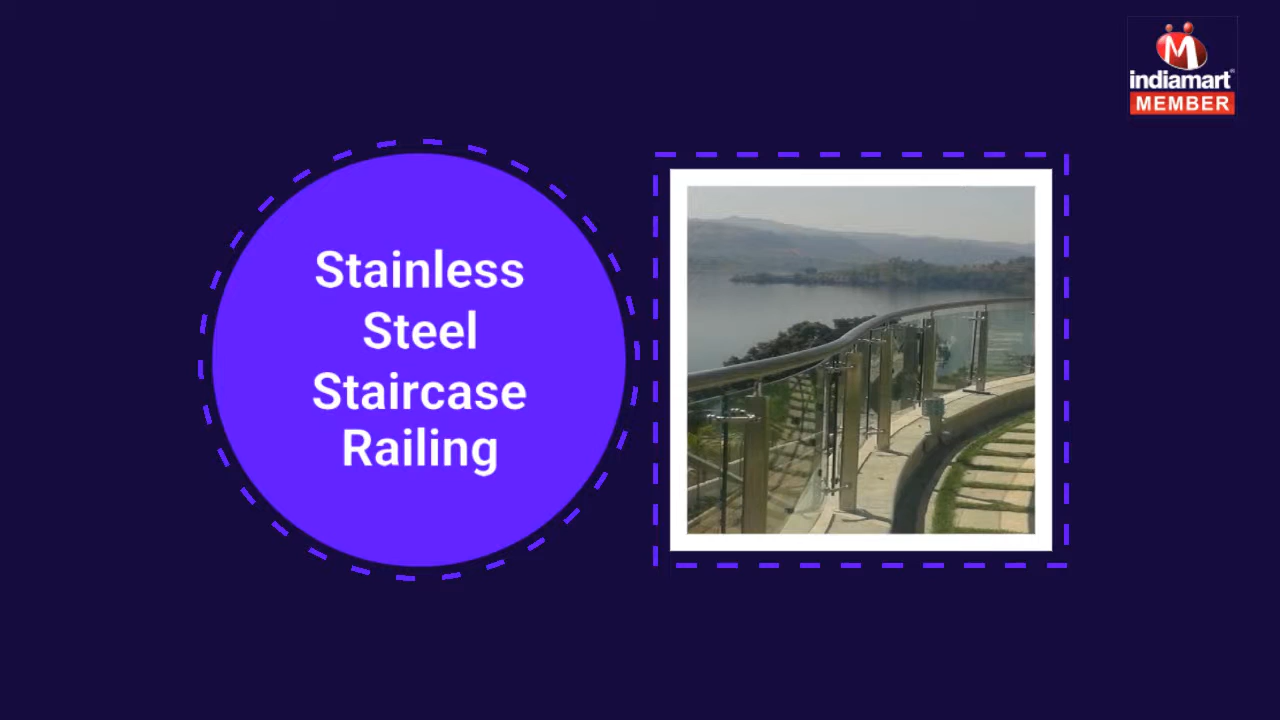 Stainless
Steel
Staircase
Railing
indiamart
MEMBER